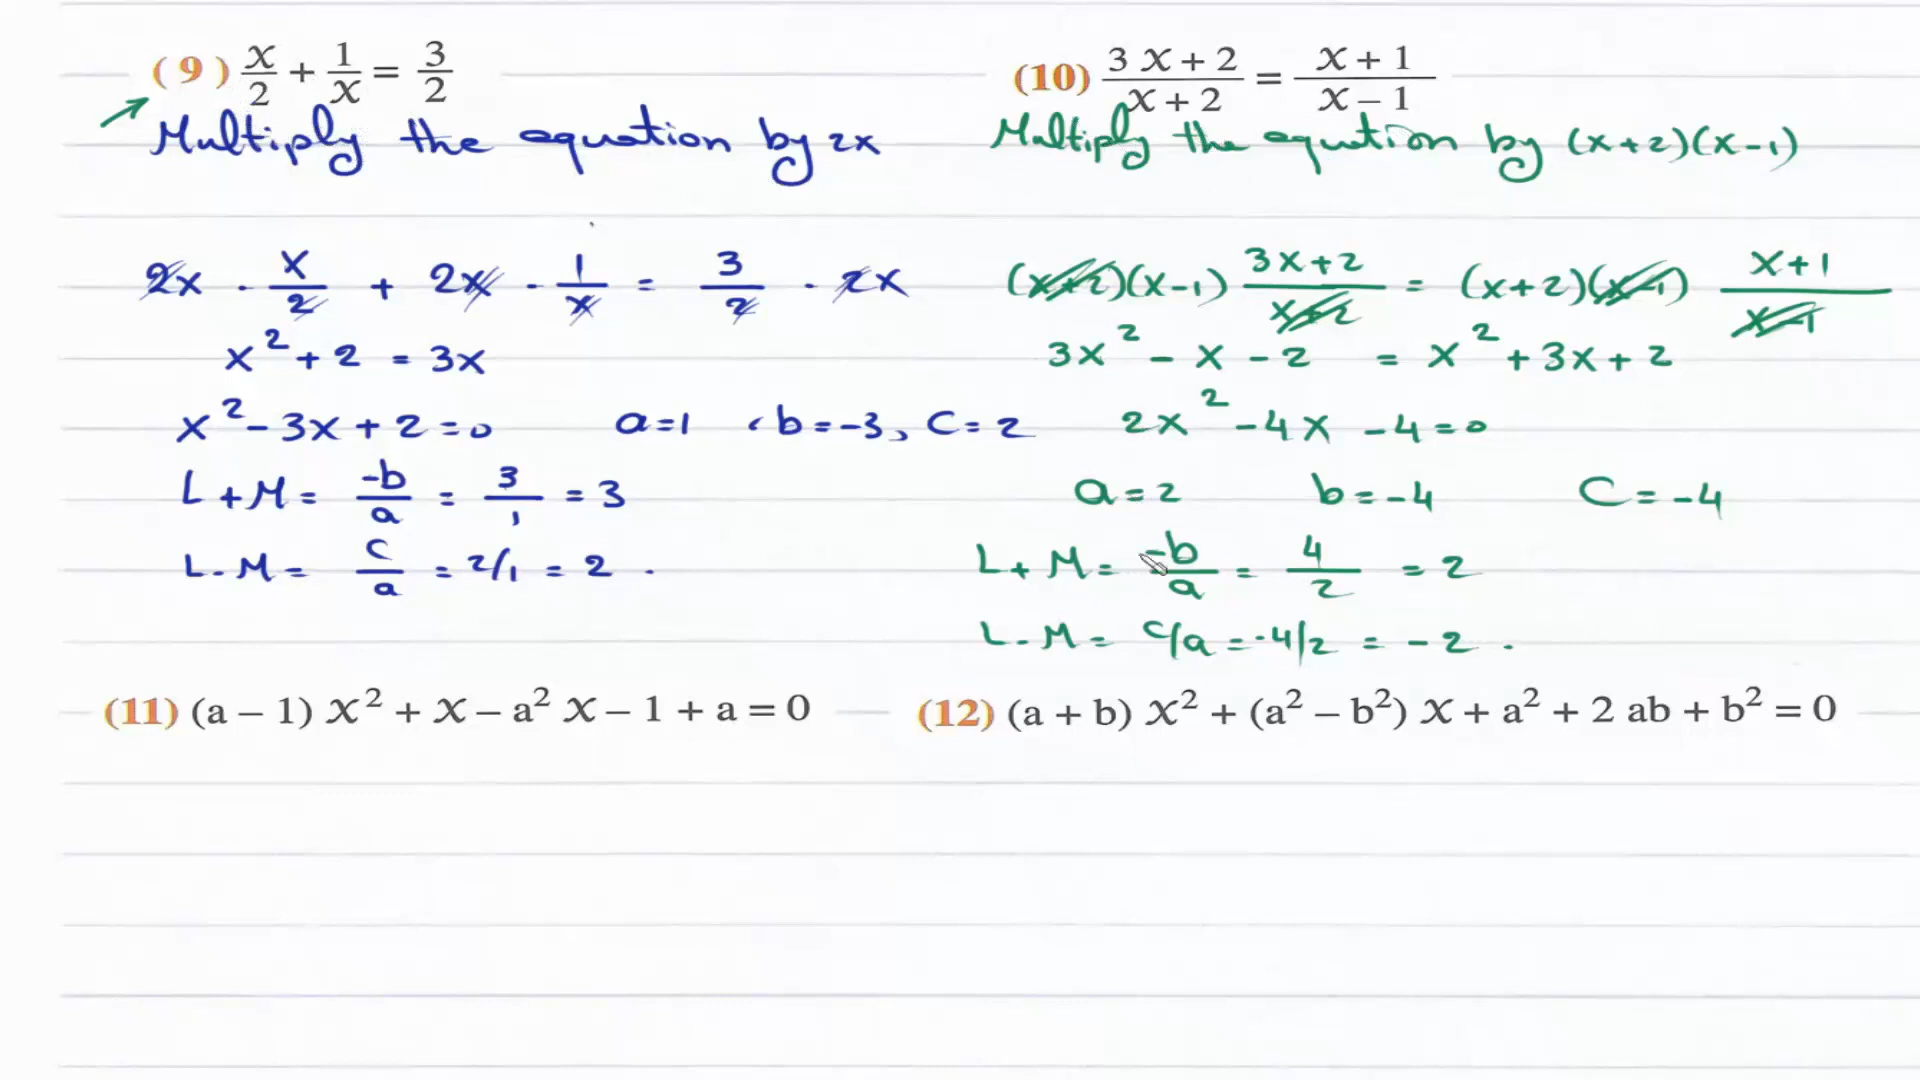 (9) x/2 + 1/x = 3/2
Multiply the equation by 2x
2x · x/2 + 2x · 1/x = 3/2 · 2x
x² + 2 = 3x
x² - 3x + 2 = 0 a = 1 , b = -3 , c = 2
L + M = -b/a = 3/1 = 3
L . M = c/a = 2/1 = 2 .
(10) (3x + 2)/(x + 2) = (x + 1)/(x − 1)
Multiply the equation by (x+2)(x-1)
(x+2)(x-1) (3x+2)/(x+2) = (x+2)(x-1) (x+1)/(x-1)
3x² - x - 2 = x² + 3x + 2
2x² - 4x - 4 = 0
a = 2 b = -4 C = -4
L + M = -b/a = 4/2 = 2
L . M = c/a = -4/2 = -2 .
(11) (a − 1) x² + x − a² x − 1 + a = 0
(12) (a + b) x² + (a² − b²) x + a² + 2 ab + b² = 0